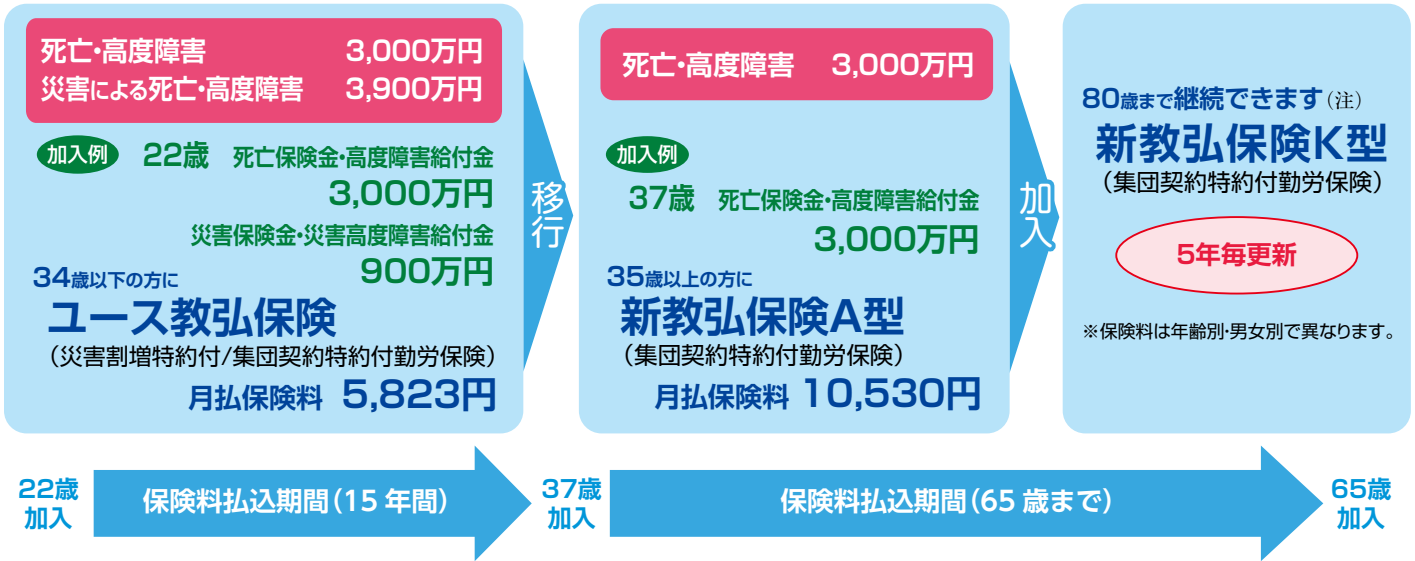 死亡・高度障害 3,000万円
災害による死亡・高度障害 3,900万円
加入例 22歳 死亡保険金・高度障害給付金
3,000万円
災害保険金・災害高度障害給付金
900万円
34歳以下の方に
ユース教弘保険
(災害割増特約付/集団契約特約付勤労保険)
月払保険料 5,823円
移行
死亡・高度障害 3,000万円
加入例
37歳 死亡保険金・高度障害給付金
3,000万円
35歳以上の方に
新教弘保険A型
(集団契約特約付勤労保険)
月払保険料 10,530円
加入
80歳まで継続できます(注)
新教弘保険K型
(集団契約特約付勤労保険)
5年毎更新
※保険料は年齢別・男女別で異なります。
22歳
加入
保険料払込期間(15年間)
37歳
加入
保険料払込期間(65歳まで)
65歳
加入